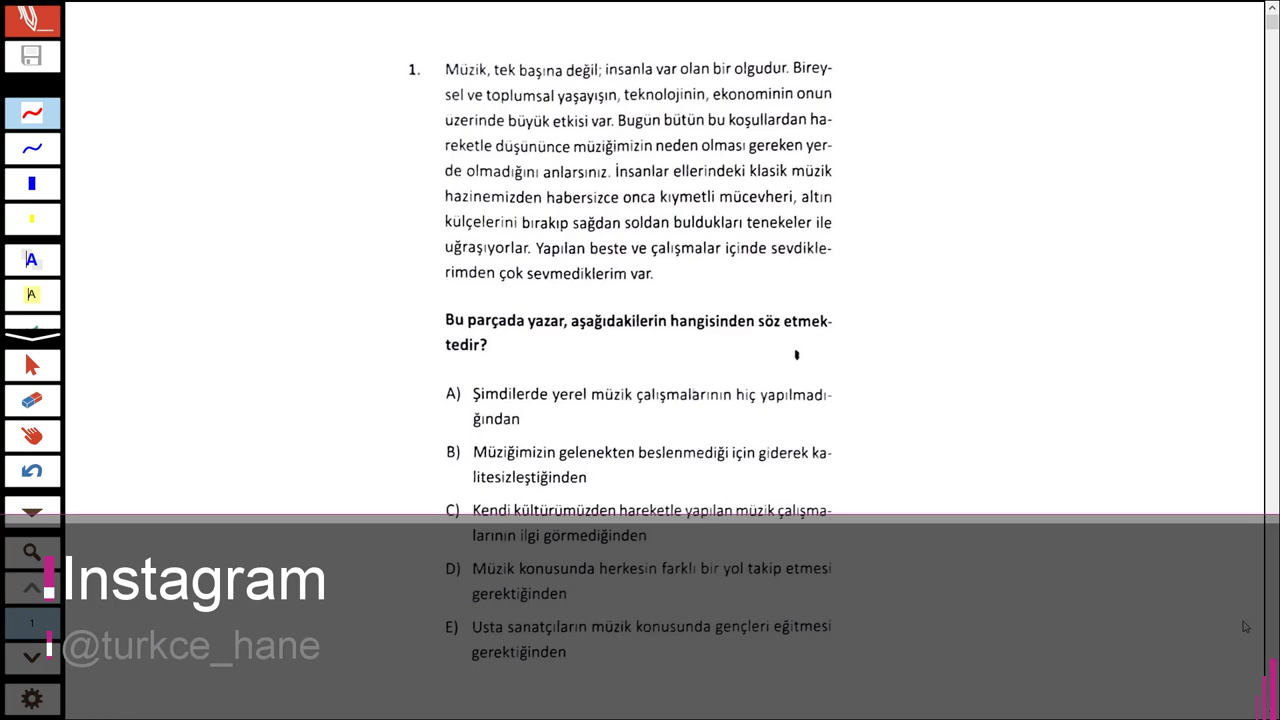 1. Müzik, tek başına değil; insanla var olan bir olgudur. Birey-
sel ve toplumsal yaşayışın, teknolojinin, ekonominin onun
üzerinde büyük etkisi var. Bugün bütün bu koşullardan ha-
reketle düşününce müziğimizin neden olması gereken yer-
de olmadığını anlarsınız. İnsanlar ellerindeki klasik müzik
hazinemizden habersizce onca kıymetli mücevheri, altın
külçelerini bırakıp sağdan soldan buldukları tenekeler ile
uğraşıyorlar. Yapılan beste ve çalışmalar içinde sevdikle-
rimden çok sevmediklerim var.
Bu parçada yazar, aşağıdakilerin hangisinden söz etmek-
tedir?
A) Şimdilerde yerel müzik çalışmalarının hiç yapılmadı-
ğından
B) Müziğimizin gelenekten beslenmediği için giderek ka-
litesizleştiğinden
C) Kendi kültürümüzden hareketle yapılan müzik çalışma-
larının ilgi görmediğinden
D) Müzik konusunda herkesin farklı bir yol takip etmesi
gerektiğinden
E) Usta sanatçıların müzik konusunda gençleri eğitmesi
gerektiğinden
A
A
1
Instagram
@turkce_hane